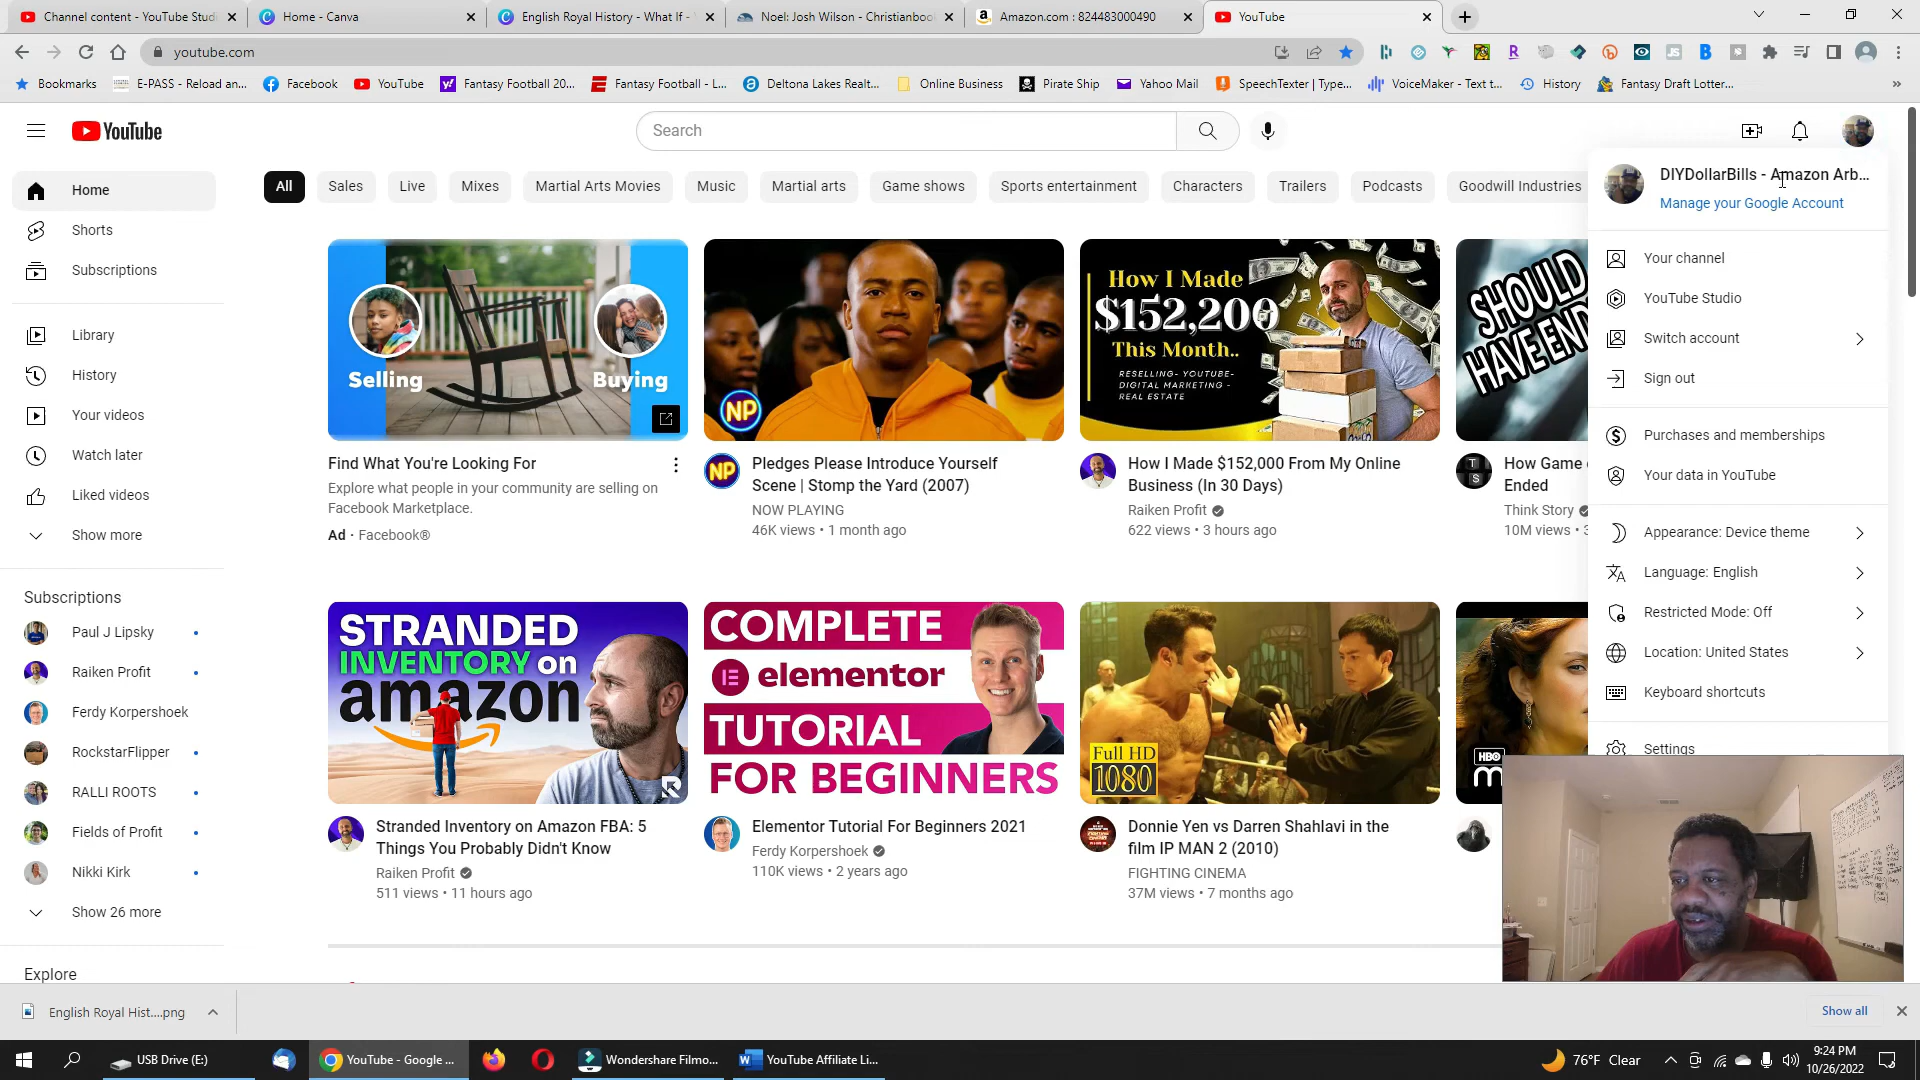 Channel content - YouTube Studi
Home - Canva
English Royal History - What If -
Noel: Josh Wilson - Christianboo
Amazon.com : 824483000490
YouTube
youtube.com
Bookmarks
E-PASS - Reload an...
Facebook
YouTube
Fantasy Football 20...
Fantasy Football - L...
Deltona Lakes Realt...
Online Business
Pirate Ship
Yahoo Mail
SpeechTexter | Type...
VoiceMaker - Text t...
History
Fantasy Draft Lotter...
YouTube
Search
All
Sales
Live
Mixes
Martial Arts Movies
Music
Martial arts
Game shows
Sports entertainment
Characters
Trailers
Podcasts
Goodwill Industries
Home
Shorts
Subscriptions
Library
History
Your videos
Watch later
Liked videos
Show more
Subscriptions
Paul J Lipsky
Raiken Profit
Ferdy Korpershoek
RockstarFlipper
RALLI ROOTS
Fields of Profit
Nikki Kirk
Show 26 more
Explore
Selling
Buying
Find What You're Looking For
Explore what people in your community are selling on
Facebook Marketplace.
Ad · Facebook®
NP
NP
Pledges Please Introduce Yourself
Scene | Stomp the Yard (2007)
NOW PLAYING
46K views • 1 month ago
How I Made
$152,200
This Month..
RESELLING- YOUTUBE-
DIGITAL MARKETING -
REAL ESTATE
How I Made $152,000 From My Online
Business (In 30 Days)
Raiken Profit
622 views • 3 hours ago
SHOULD
HAVE END
TS
How Game
Ended
Think Story
10M views •
STRANDED
INVENTORY on
amazon
R
Stranded Inventory on Amazon FBA: 5
Things You Probably Didn't Know
Raiken Profit
511 views • 11 hours ago
COMPLETE
elementor
TUTORIAL
FOR BEGINNERS
Elementor Tutorial For Beginners 2021
Ferdy Korpershoek
110K views • 2 years ago
Full HD
1080
Donnie Yen vs Darren Shahlavi in the
film IP MAN 2 (2010)
FIGHTING CINEMA
37M views • 7 months ago
HBO
DIYDollarBills - Amazon Arb...
Manage your Google Account
Your channel
YouTube Studio
Switch account
Sign out
Purchases and memberships
Your data in YouTube
Appearance: Device theme
Language: English
Restricted Mode: Off
Location: United States
Keyboard shortcuts
Settings
English Royal Hist....png
Show all
USB Drive (E:)
YouTube - Google ...
Wondershare Filmo...
YouTube Affiliate Li...
76°F Clear
9:24 PM
10/26/2022